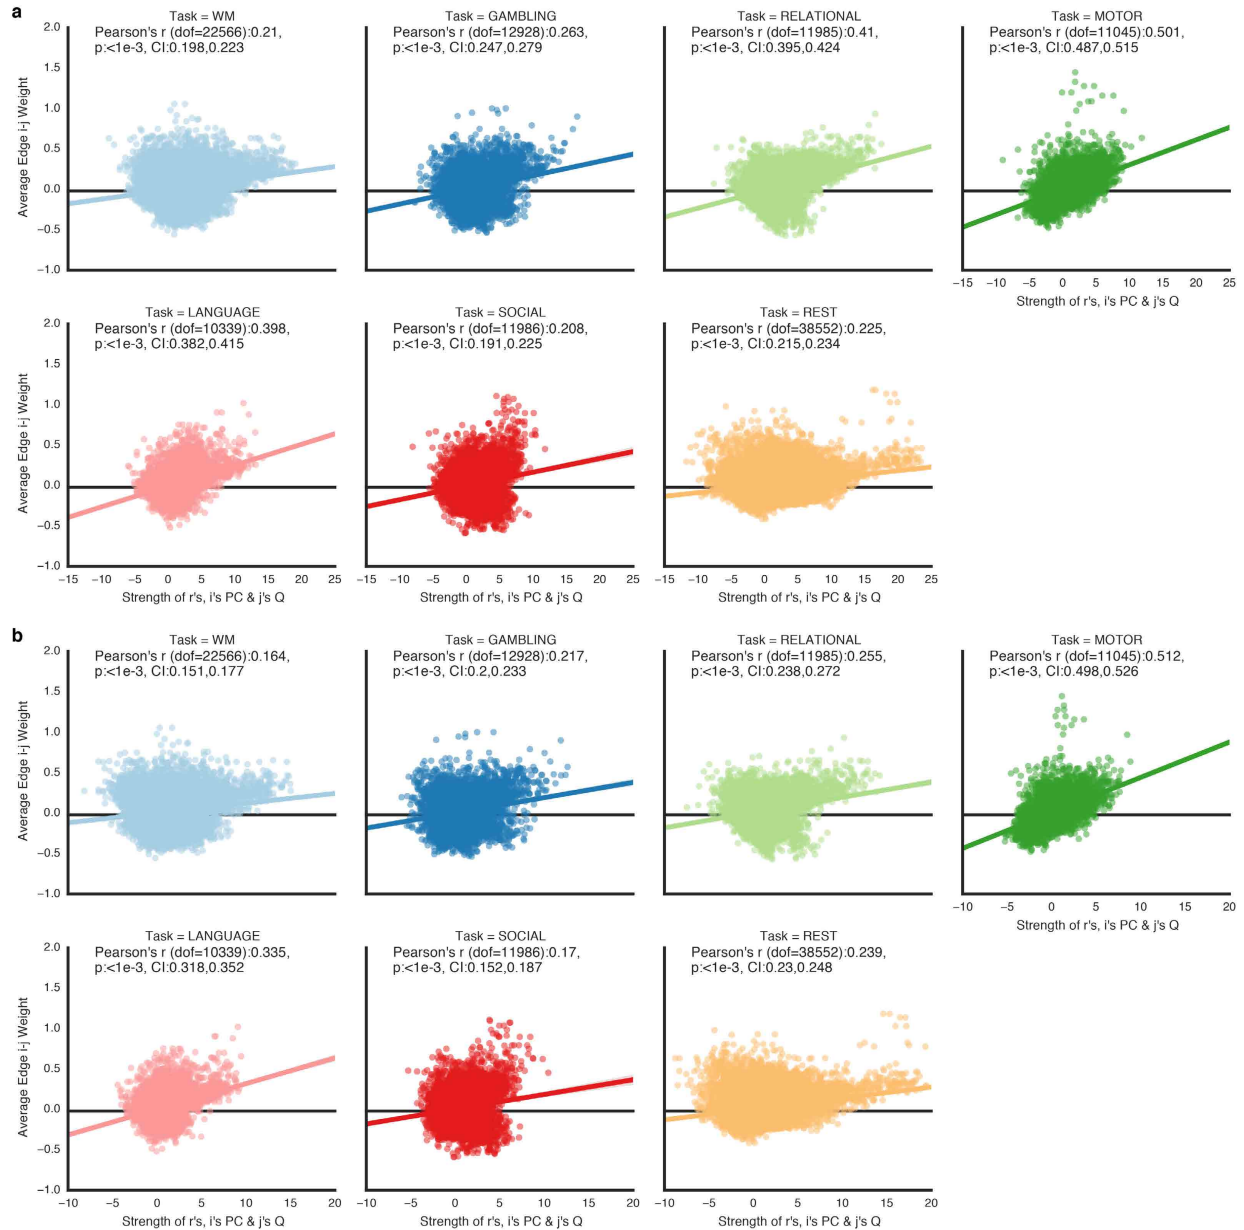 a
Task = WM
Pearson's r (dof=22566):0.21,
p:<1e-3, CI:0.198,0.223
Task = GAMBLING
Pearson's r (dof=12928):0.263,
p:<1e-3, CI:0.247,0.279
Task = RELATIONAL
Pearson's r (dof=11985):0.41,
p:<1e-3, CI:0.395,0.424
Task = MOTOR
Pearson's r (dof=11045):0.501,
p:<1e-3, CI:0.487,0.515
Average Edge i-j Weight
2.0
1.5
1.0
0.5
0.0
−0.5
−1.0
−15 −10 −5 0 5 10 15 20 25
Strength of r's, i's PC & j's Q
Task = LANGUAGE
Pearson's r (dof=10339):0.398,
p:<1e-3, CI:0.382,0.415
Task = SOCIAL
Pearson's r (dof=11986):0.208,
p:<1e-3, CI:0.191,0.225
Task = REST
Pearson's r (dof=38552):0.225,
p:<1e-3, CI:0.215,0.234
Average Edge i-j Weight
2.0
1.5
1.0
0.5
0.0
−0.5
−1.0
−15 −10 −5 0 5 10 15 20 25
Strength of r's, i's PC & j's Q
−15 −10 −5 0 5 10 15 20 25
Strength of r's, i's PC & j's Q
−15 −10 −5 0 5 10 15 20 25
Strength of r's, i's PC & j's Q
b
Task = WM
Pearson's r (dof=22566):0.164,
p:<1e-3, CI:0.151,0.177
Task = GAMBLING
Pearson's r (dof=12928):0.217,
p:<1e-3, CI:0.2,0.233
Task = RELATIONAL
Pearson's r (dof=11985):0.255,
p:<1e-3, CI:0.238,0.272
Task = MOTOR
Pearson's r (dof=11045):0.512,
p:<1e-3, CI:0.498,0.526
Average Edge i-j Weight
2.0
1.5
1.0
0.5
0.0
−0.5
−1.0
−10 −5 0 5 10 15 20
Strength of r's, i's PC & j's Q
Task = LANGUAGE
Pearson's r (dof=10339):0.335,
p:<1e-3, CI:0.318,0.352
Task = SOCIAL
Pearson's r (dof=11986):0.17,
p:<1e-3, CI:0.152,0.187
Task = REST
Pearson's r (dof=38552):0.239,
p:<1e-3, CI:0.23,0.248
Average Edge i-j Weight
2.0
1.5
1.0
0.5
0.0
−0.5
−1.0
−10 −5 0 5 10 15 20
Strength of r's, i's PC & j's Q
−10 −5 0 5 10 15 20
Strength of r's, i's PC & j's Q
−10 −5 0 5 10 15 20
Strength of r's, i's PC & j's Q